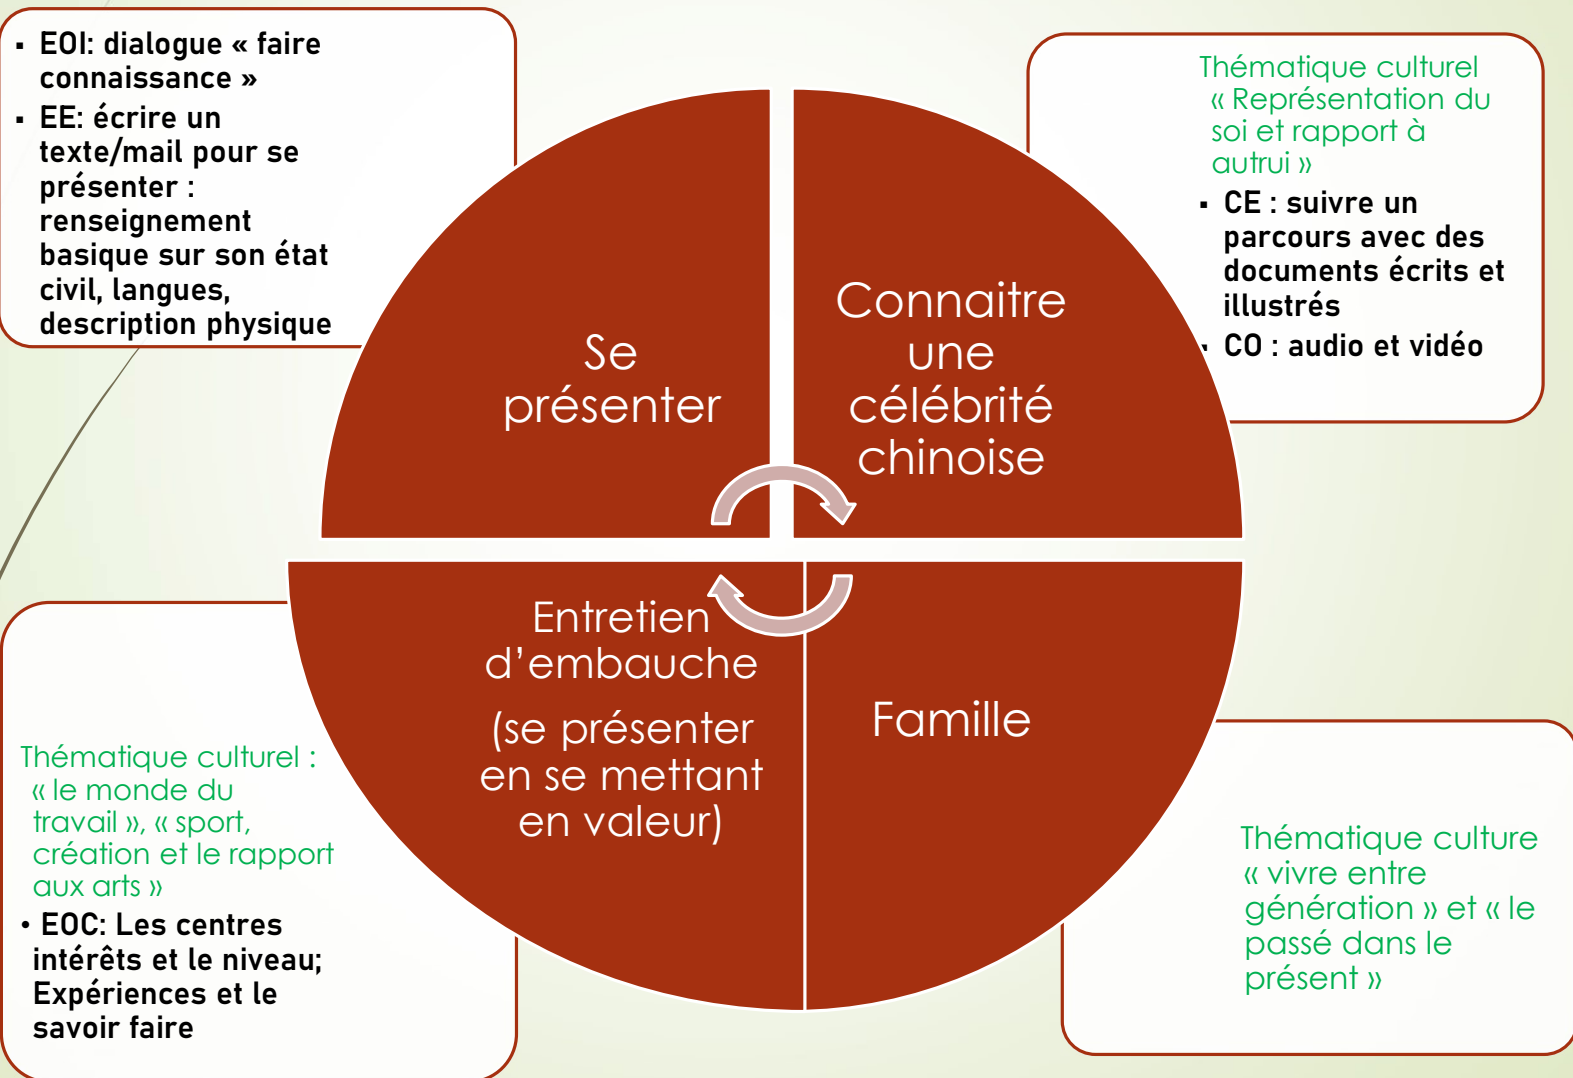 ▪ EOI: dialogue « faire
connaissance »
▪ EE: écrire un
texte/mail pour se
présenter :
renseignement
basique sur son état
civil, langues,
description physique
Thématique culturel
« Représentation du
soi et rapport à
autrui »
▪ CE : suivre un
parcours avec des
documents écrits et
illustrés
▪ CO : audio et vidéo
Se
présenter
Connaitre
une
célébrité
chinoise
Entretien
d’embauche
(se présenter
en se mettant
en valeur)
Famille
Thématique culturel :
« le monde du
travail », « sport,
création et le rapport
aux arts »
• EOC: Les centres
intérêts et le niveau;
Expériences et le
savoir faire
Thématique culture
« vivre entre
génération » et « le
passé dans le
présent »